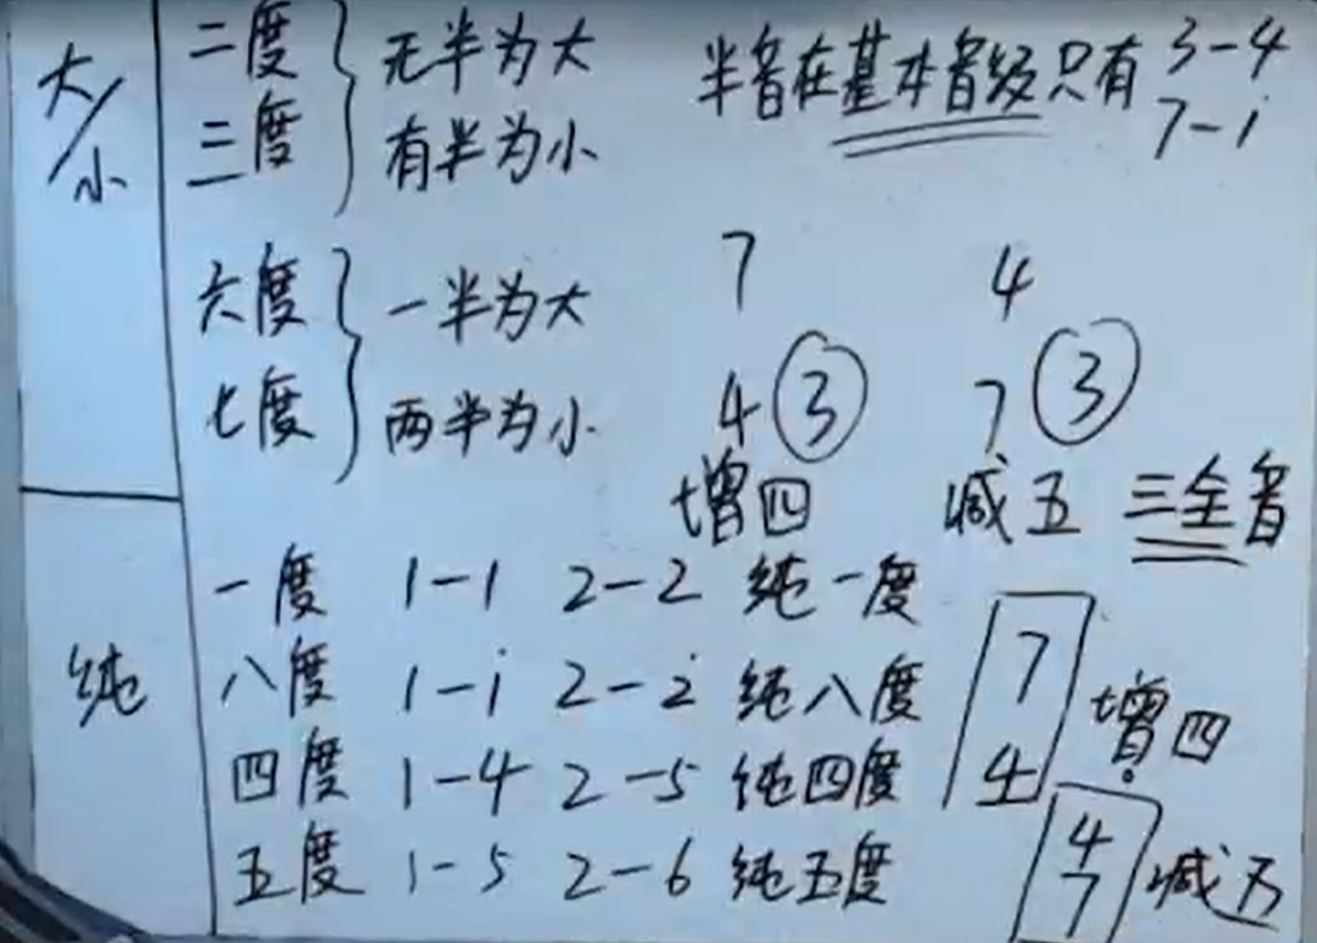 大/小
二度 无半为大
三度 有半为小
半音在基本音级只有 3-4
7-i
六度 一半为大
七度 两半为小
7
4 ③
增四
4
7 ③
减五 三全音
纯
一度 1-1 2-2 纯一度
八度 1-i 2-2̇ 纯八度
四度 1-4 2-5 纯四度
五度 1-5 2-6 纯五度
7
4 增四
4̇
7 减五